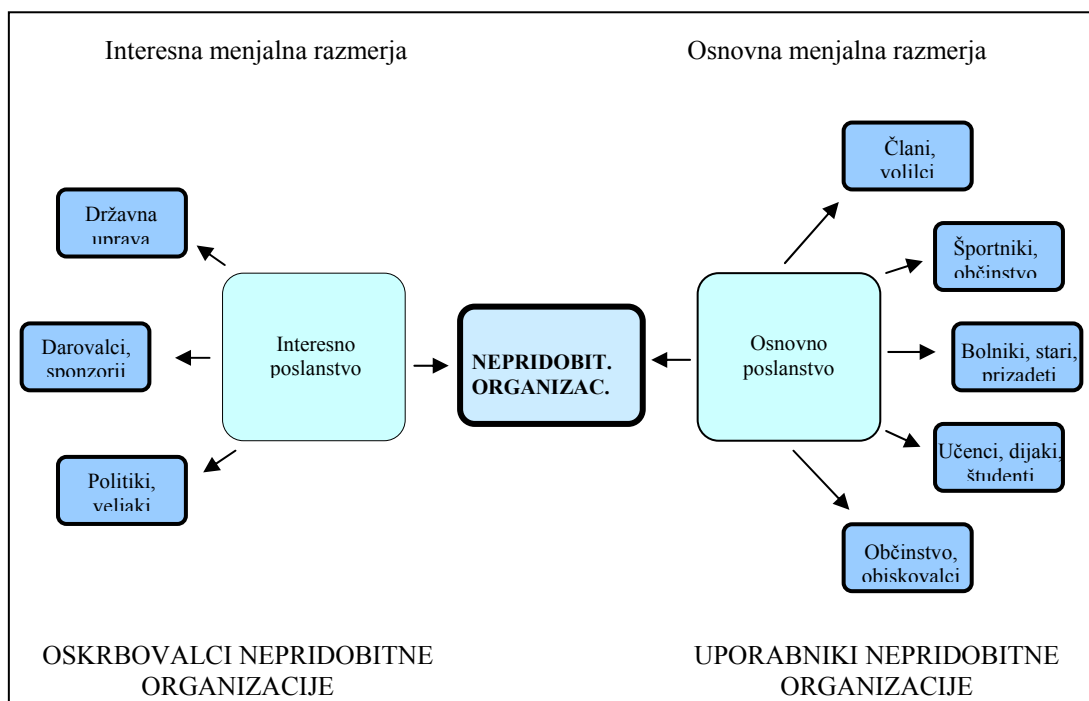 Interesna menjalna razmerja
Osnovna menjalna razmerja
Državna
uprava
Darovalci,
sponzorji
Politiki,
veljaki
Interesno
poslanstvo
NEPRIDOBIT.
ORGANIZAC.
Osnovno
poslanstvo
Člani,
volilci
Športniki,
občinstvo
Bolniki, stari,
prizadeti
Učenci, dijaki,
študenti
Občinstvo,
obiskovalci
OSKRBOVALCI NEPRIDOBITNE
ORGANIZACIJE
UPORABNIKI NEPRIDOBITNE
ORGANIZACIJE